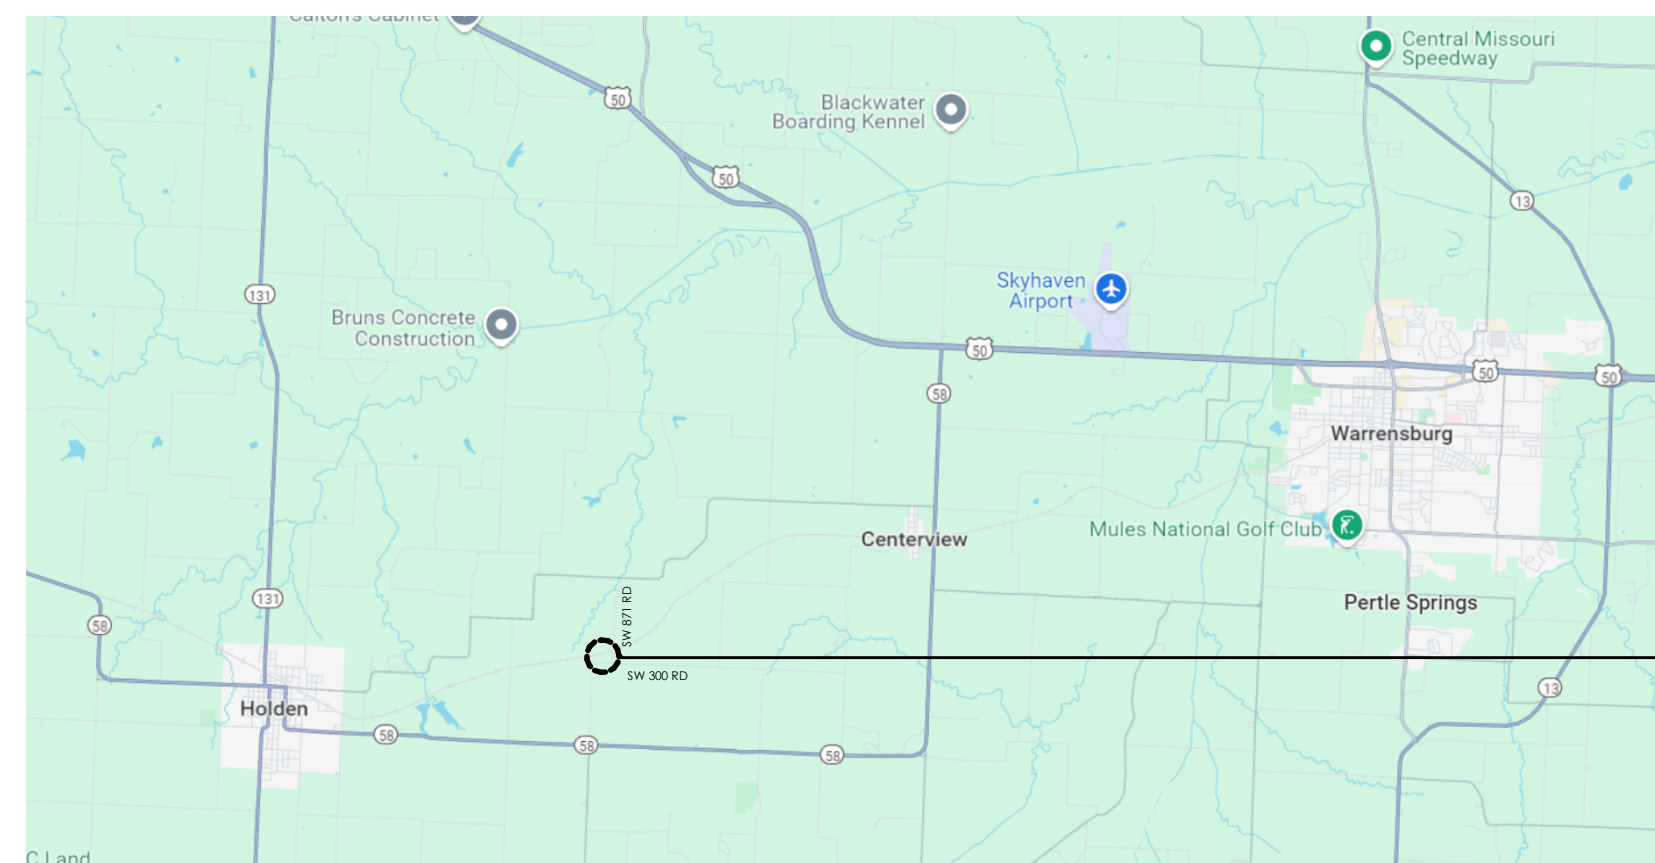 Calton's Cabinet
Central Missouri
Speedway
50
Blackwater
Boarding Kennel
50
13
Skyhaven
Airport
131
Bruns Concrete
Construction
50
50
50
58
Warrensburg
Mules National Golf Club
Centerview
131
SW 871 RD
Pertle Springs
58
SW 300 RD
13
Holden
58
58
58
C Land